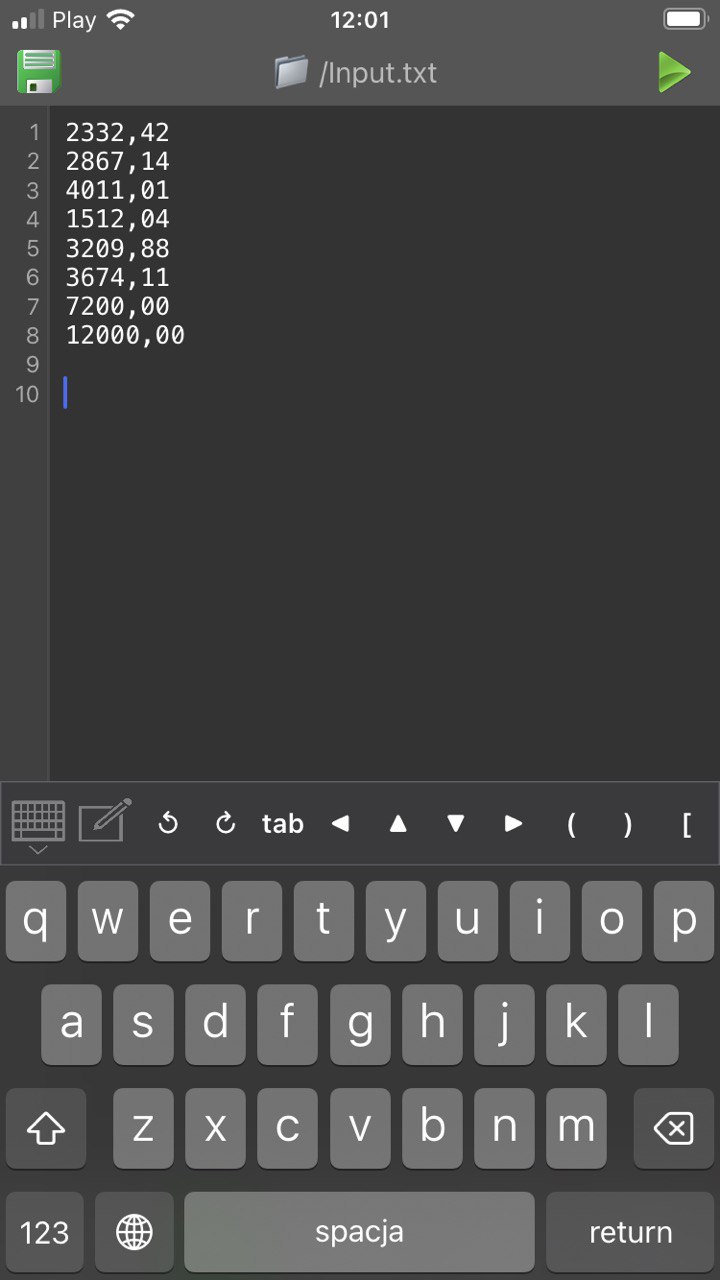 Play 12:01
/Input.txt
1 2332,42
2 2867,14
3 4011,01
4 1512,04
5 3209,88
6 3674,11
7 7200,00
8 12000,00
9
10
tab ( ) [
q w e r t y u i o p
a s d f g h j k l
z x c v b n m
123 spacja return